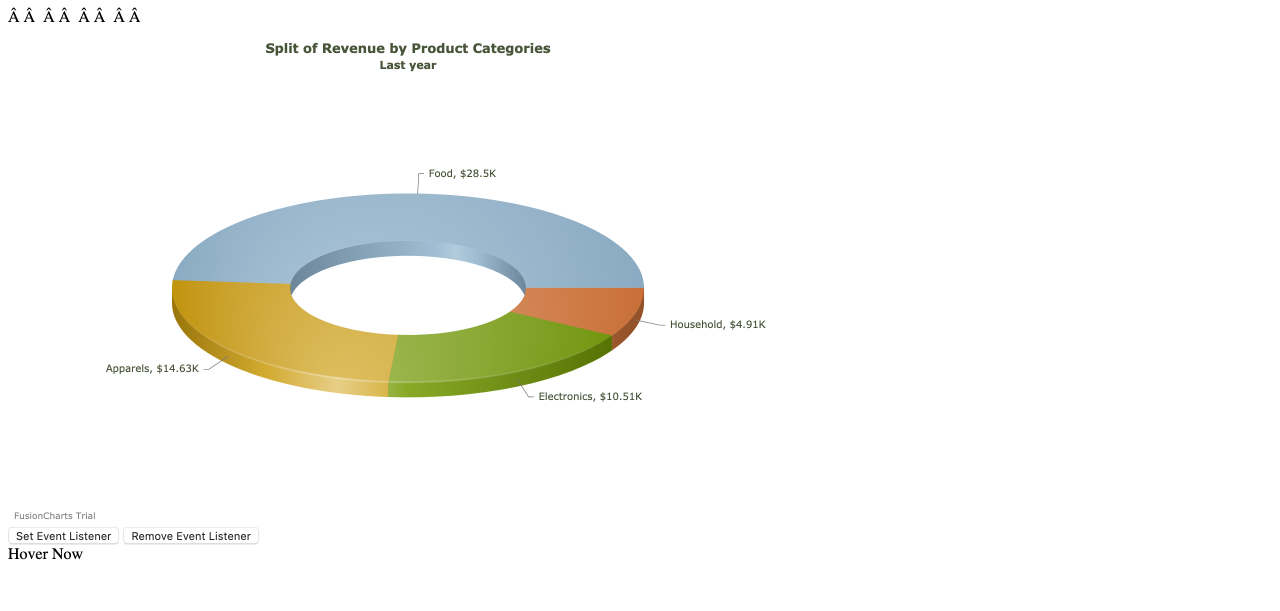 Â Â  Â Â  Â Â  Â Â
Split of Revenue by Product Categories
Last year
Food, $28.5K
Household, $4.91K
Apparels, $14.63K
Electronics, $10.51K
FusionCharts Trial
Set Event Listener Remove Event Listener
Hover Now